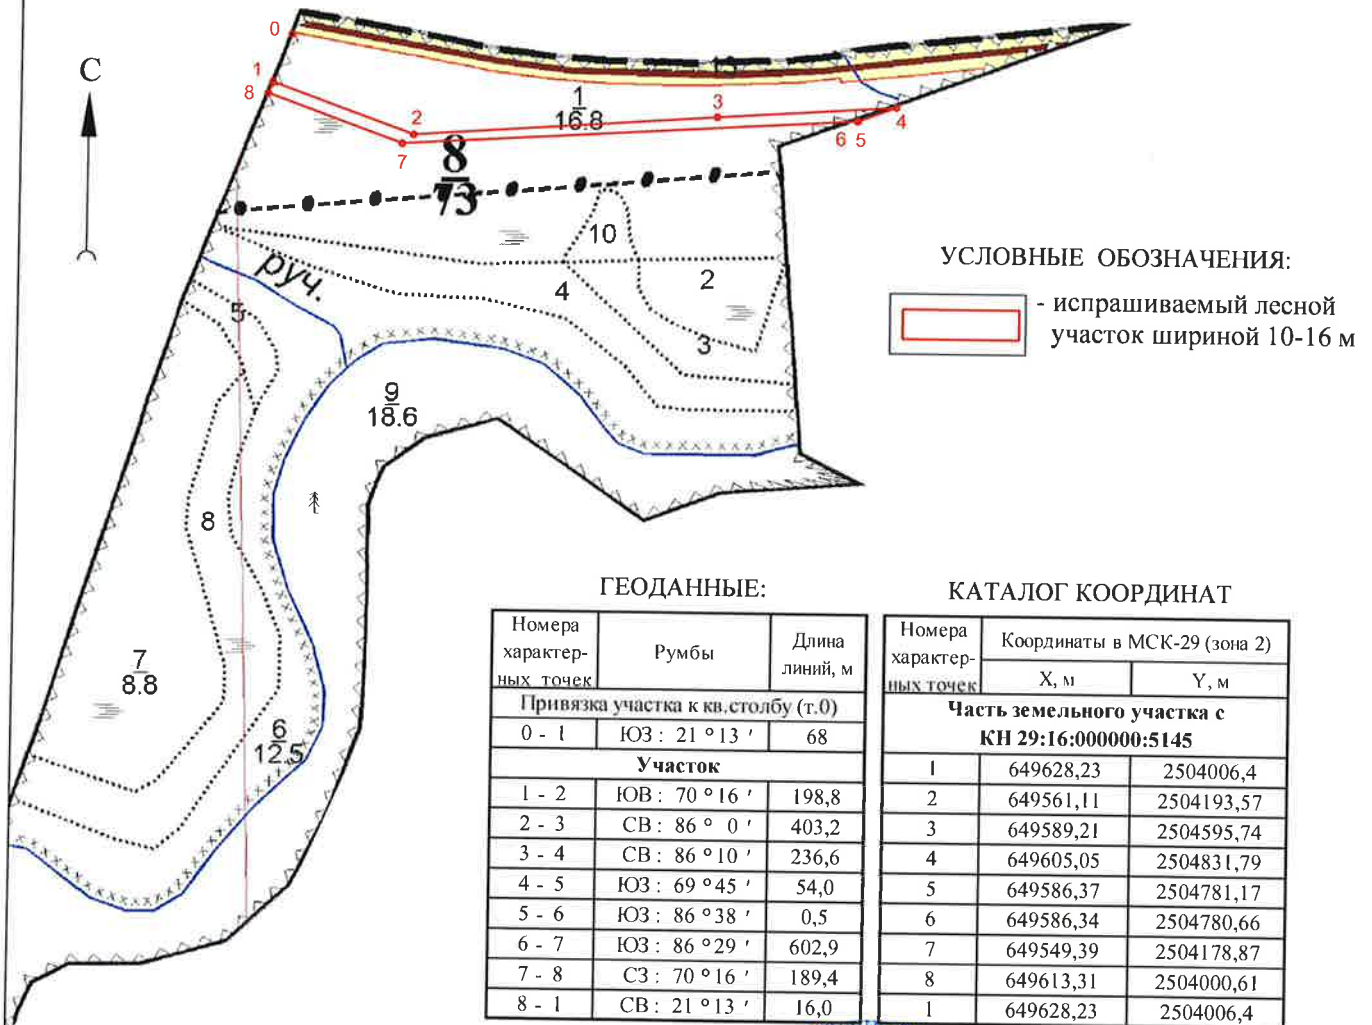 0
13
С
1
8
1
16.8
3
2
4
7
6 5
8
73
10
руч.
2
4
5
3
9
18.6
8
7
8.8
6
12.5
УСЛОВНЫЕ ОБОЗНАЧЕНИЯ:
- испрашиваемый лесной
участок шириной 10-16 м
ГЕОДАННЫЕ:
Номера характер-ных точек Румбы Длина линий, м
Привязка участка к кв.столбу (т.0)
0 - 1 ЮЗ : 21 ° 13 ' 68
Участок
1 - 2 ЮВ : 70 ° 16 ' 198,8
2 - 3 СВ : 86 ° 0 ' 403,2
3 - 4 СВ : 86 ° 10 ' 236,6
4 - 5 ЮЗ : 69 ° 45 ' 54,0
5 - 6 ЮЗ : 86 ° 38 ' 0,5
6 - 7 ЮЗ : 86 ° 29 ' 602,9
7 - 8 СЗ : 70 ° 16 ' 189,4
8 - 1 СВ : 21 ° 13 ' 16,0
КАТАЛОГ КООРДИНАТ
Номера характер-ных точек Координаты в МСК-29 (зона 2)
X, м Y, м
Часть земельного участка с
КН 29:16:000000:5145
1 649628,23 2504006,4
2 649561,11 2504193,57
3 649589,21 2504595,74
4 649605,05 2504831,79
5 649586,37 2504781,17
6 649586,34 2504780,66
7 649549,39 2504178,87
8 649613,31 2504000,61
1 649628,23 2504006,4